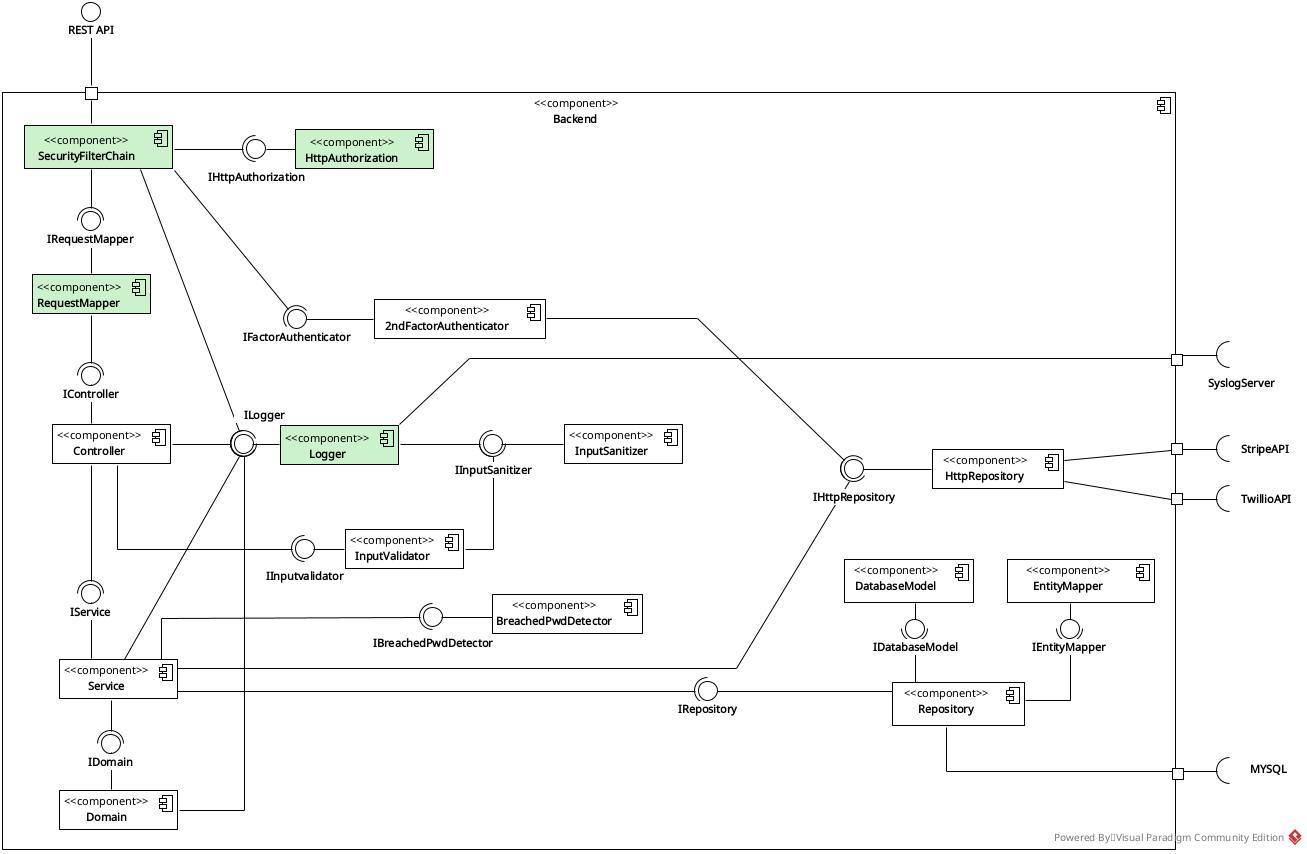 REST API
<<component>>
Backend
<<component>>
SecurityFilterChain
<<component>>
HttpAuthorization
IHttpAuthorization
IRequestMapper
<<component>>
RequestMapper
<<component>>
2ndFactorAuthenticator
IFactorAuthenticator
SyslogServer
IController
ILogger
<<component>>
Controller
<<component>>
Logger
<<component>>
InputSanitizer
IInputSanitizer
StripeAPI
<<component>>
HttpRepository
IHttpRepository
TwillioAPI
<<component>>
InputValidator
IInputvalidator
<<component>>
DatabaseModel
<<component>>
EntityMapper
IService
<<component>>
BreachedPwdDetector
IBreachedPwdDetector
IDatabaseModel
IEntityMapper
<<component>>
Service
<<component>>
Repository
IRepository
IDomain
MYSQL
<<component>>
Domain
Powered By Visual Paradigm Community Edition